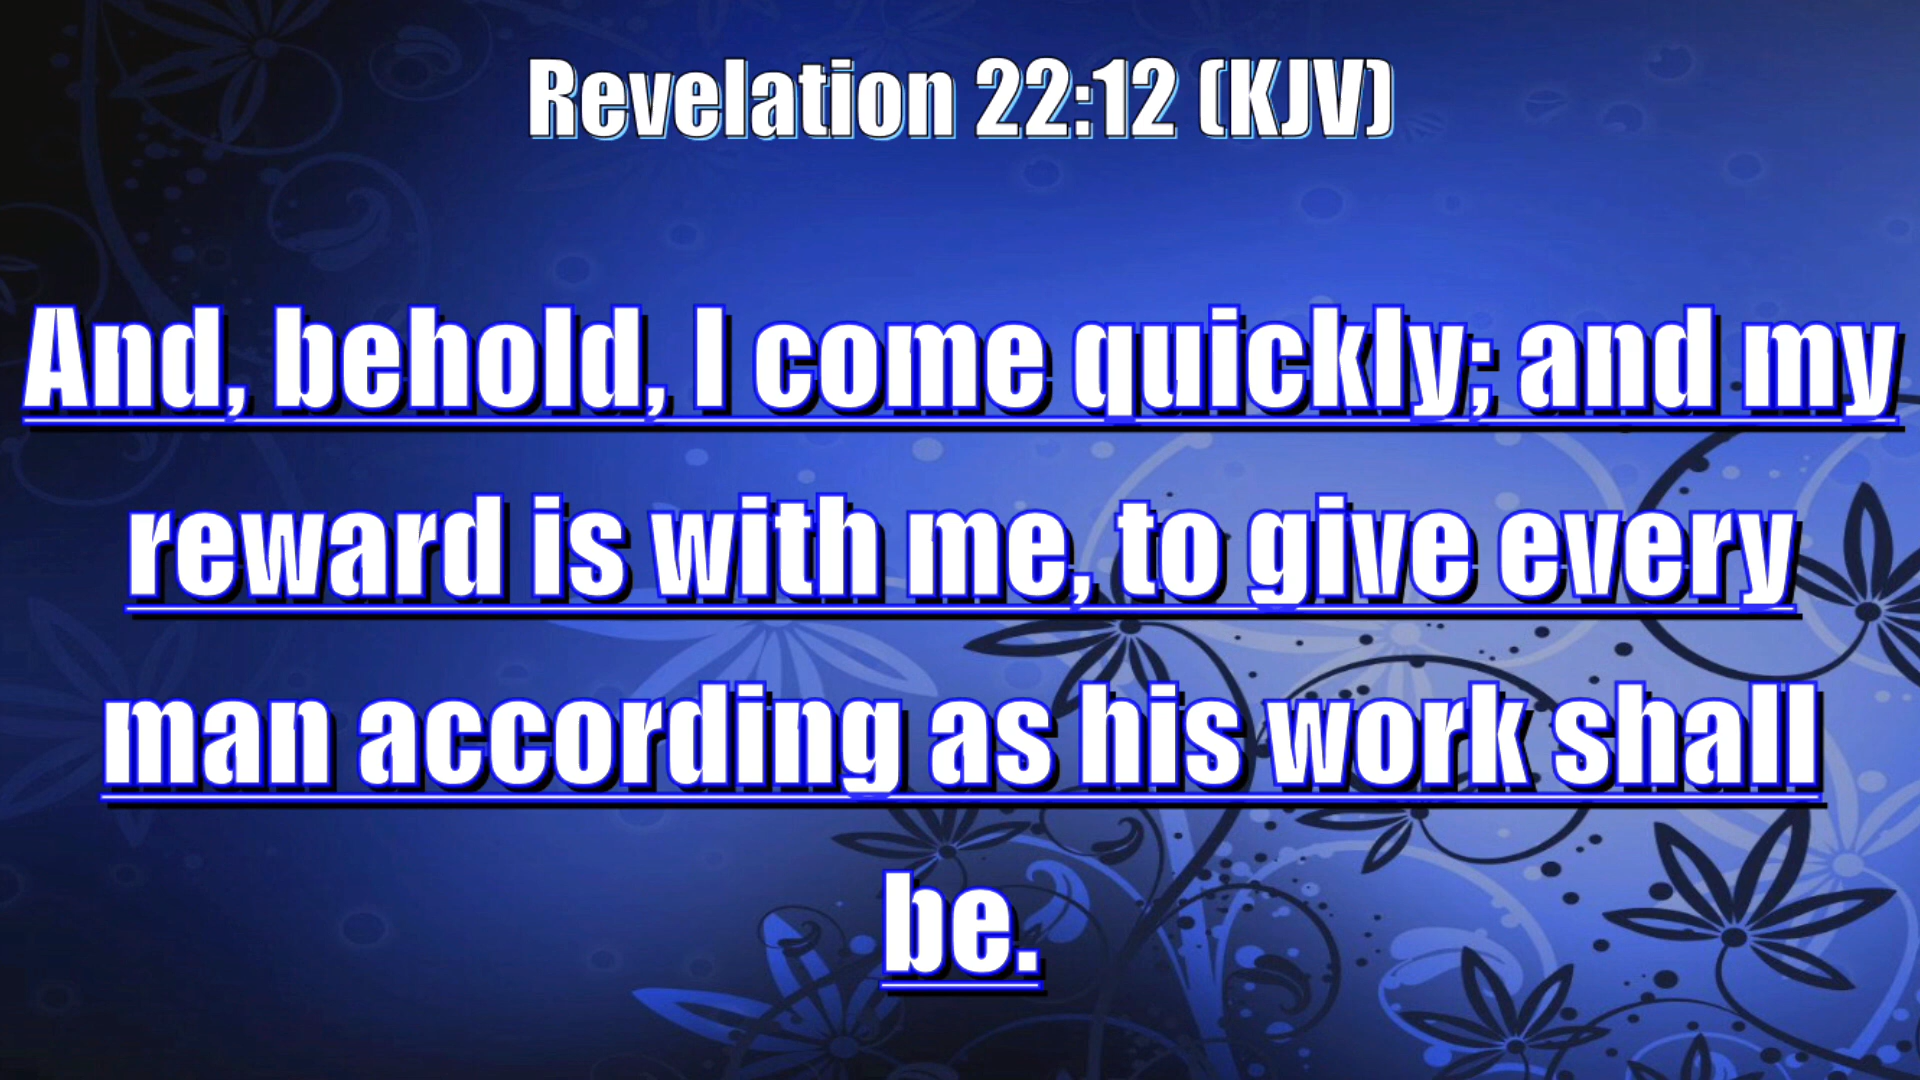 Revelation 22:12 (KJV)
And, behold, I come quickly; and my
reward is with me, to give every
man according as his work shall
be.